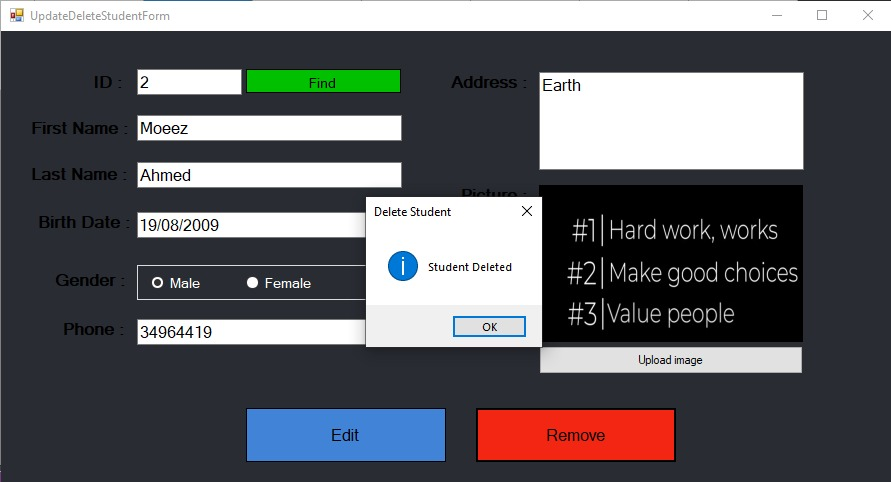 UpdateDeleteStudentForm
ID : 2 Find
First Name : Moeez
Last Name : Ahmed
Birth Date : 19/08/2009
Gender : Male Female
Phone : 34964419
Address : Earth
Picture :
#1 Hard work, works
#2 Make good choices
#3 Value people
Upload image
Delete Student
Student Deleted
OK
Edit Remove